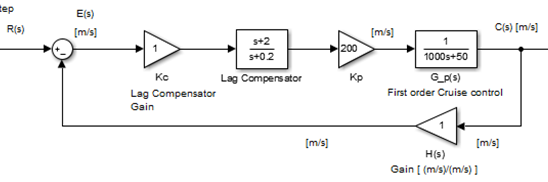 tep
R(s)
E(s)
[m/s]
+
-
1
Kc
Lag Compensator
Gain
s+2
s+0.2
Lag Compensator
200
Kp
[m/s]
1
1000s+50
G_p(s)
First order Cruise control
C(s) [m/s]
1
H(s)
Gain [ (m/s)/(m/s) ]
[m/s]
[m/s]